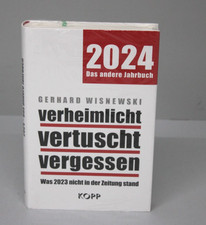 2024
Das andere Jahrbuch
GERHARD WISNEWSKI
verheimlicht
vertuscht
vergessen
Was 2023 nicht in der Zeitung stand
KOPP